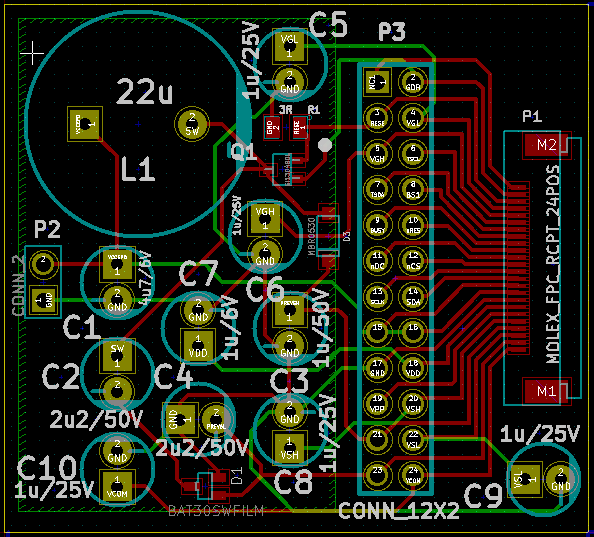 C5
P3
1u/25V
VGL
1
2
GND
22u
L1
1
2
SW
3R
R1
GND
2
RESE
1
Q1
P1
M2
MOLEX_FPC_RCPT_24POS
M1
NC1
2
GDR
3
RESE
4
VGL
5
VGH
6
TSCL
7
TSDA
8
BS1
9
BUSY
10
nRES
11
nDC
12
nCS
13
SCLK
14
SDA
15
16
17
GND
18
VDD
19
VPP
20
VSH
21
22
VSL
23
24
VCOM
CONN_12X2
1u/25V
VGH
1
2
GND
MBR0530
D3
C6
P2
CONN_2
2
1
GND
1
2
GND
4u7/6V
C1
C7
2
GND
1
VDD
1u/6V
PREVGH
1
2
GND
1u/50V
C3
SW
1
2
C2
2u2/50V
C4
GND
1
2
PREVGL
2u2/50V
2
GND
1
VSH
1u/25V
C8
2
GND
1
VCOM
C10
1u/25V
D1
BAT30SWFILM
1u/25V
VSL
1
2
GND
C9